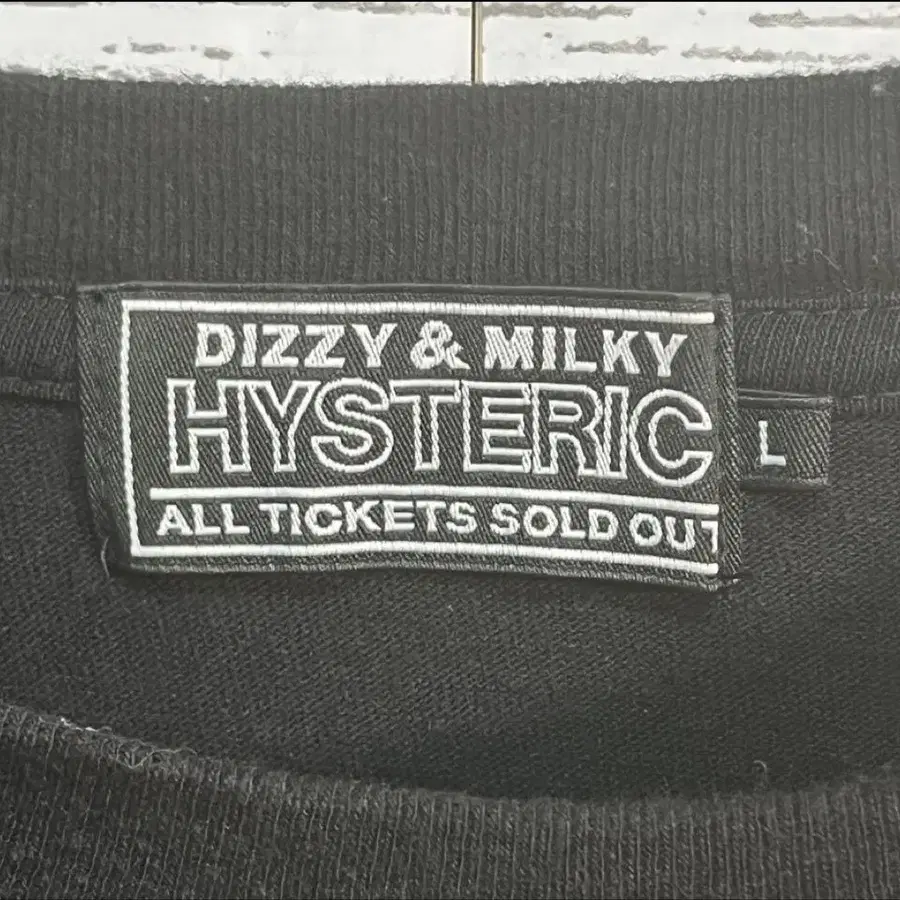 DIZZY & MILKY
HYSTERIC
L
ALL TICKETS SOLD OUT